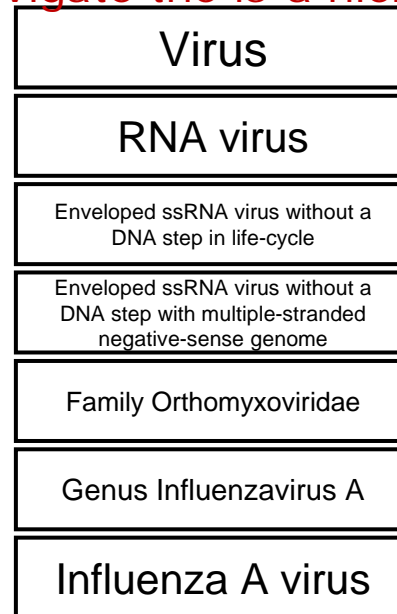 Virus
RNA virus
Enveloped ssRNA virus without a
DNA step in life-cycle
Enveloped ssRNA virus without a
DNA step with multiple-stranded
negative-sense genome
Family Orthomyxoviridae
Genus Influenzavirus A
Influenza A virus